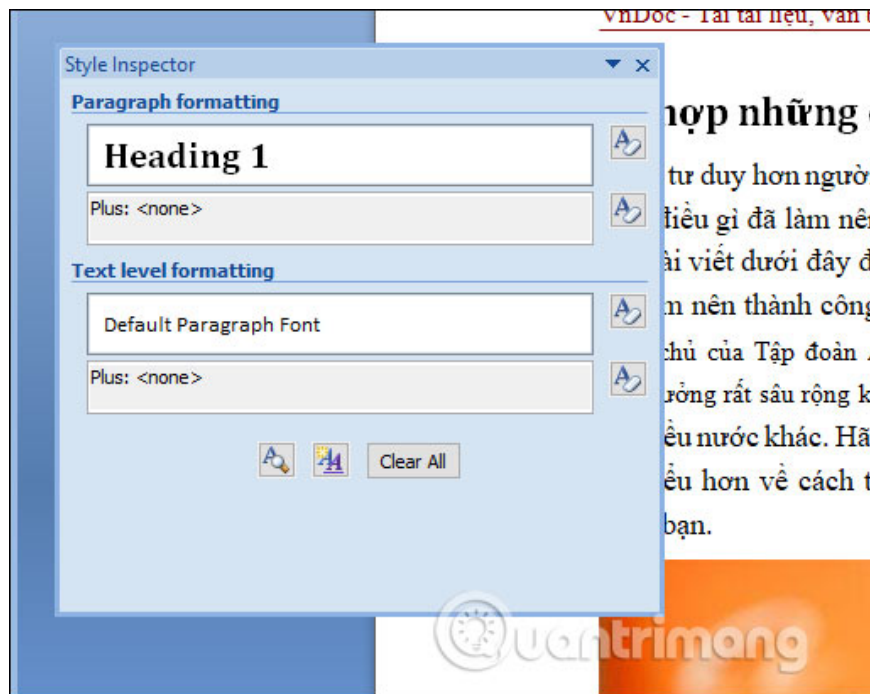 VnDoc - Tải tài liệu, văn
Style Inspector
Paragraph formatting
Heading 1
Plus: <none>
Text level formatting
Default Paragraph Font
Plus: <none>
Clear All
hợp những
tư duy hơn người
điều gì đã làm nên
ài viết dưới đây đ
m nên thành công
chủ của Tập đoàn
ưởng rất sâu rộng k
ều nước khác. Hã
ểu hơn về cách t
bạn.
Quantrimang